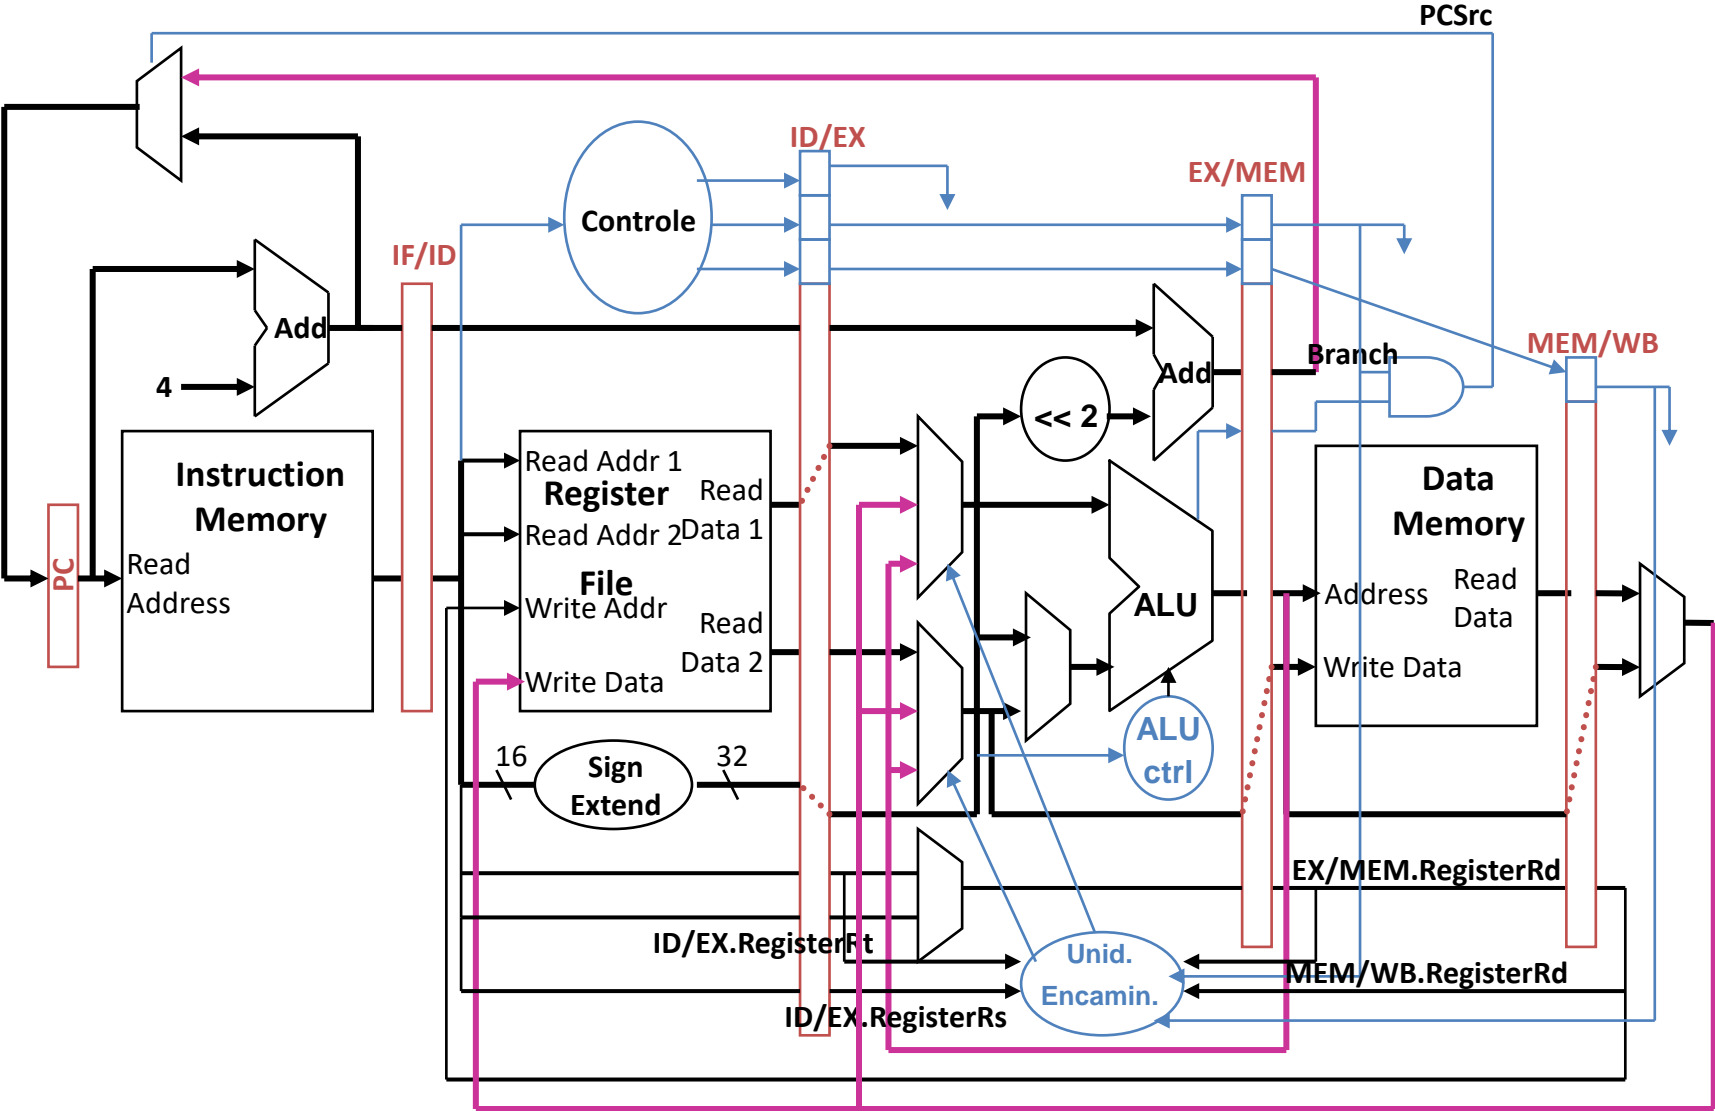 PCSrc
ID/EX
EX/MEM
Controle
IF/ID
Add
4
MEM/WB
Branch
Add
<< 2
Instruction
Memory
Read
Address
PC
Read Addr 1
Register
Read Addr 2
File
Write Addr
Write Data
Read
Data 1
Read
Data 2
ALU
ALU
ctrl
Data
Memory
Address
Read
Data
Write Data
16
Sign
Extend
32
EX/MEM.RegisterRd
ID/EX.RegisterRt
Unid.
Encamin.
MEM/WB.RegisterRd
ID/EX.RegisterRs